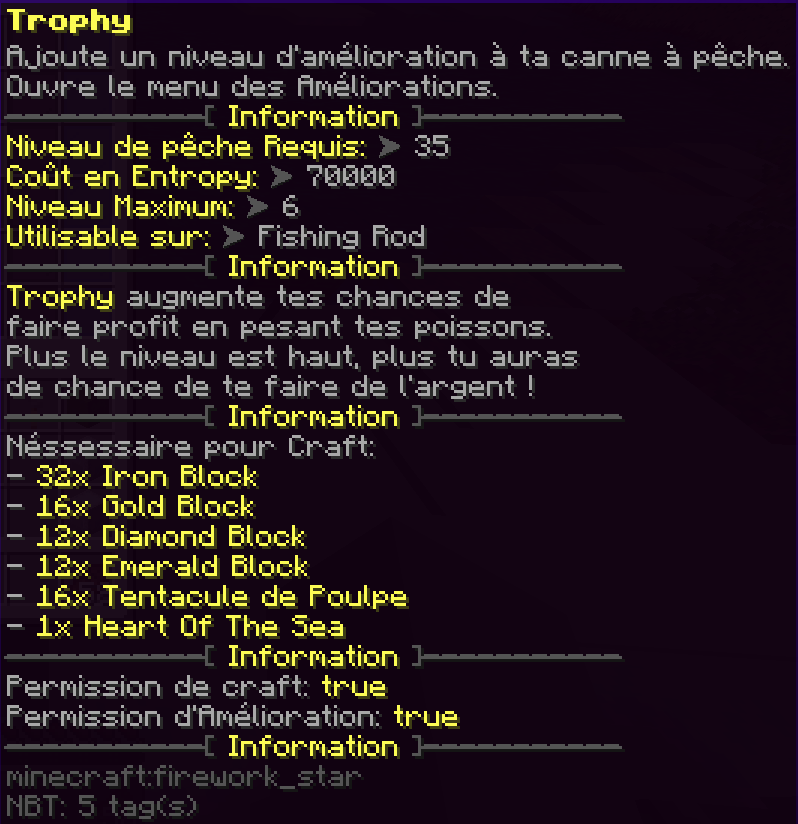 Trophy
Ajoute un niveau d'amélioration à ta canne à pêche.
Ouvre le menu des Améliorations.
-----------[ Information ]-----------
Niveau de pêche Requis: ➤ 35
Coût en Entropy: ➤ 70000
Niveau Maximum: ➤ 6
Utilisable sur: ➤ Fishing Rod
-----------[ Information ]-----------
Trophy augmente tes chances de
faire profit en pesant tes poissons.
Plus le niveau est haut, plus tu auras
de chance de te faire de l'argent !
-----------[ Information ]-----------
Néssessaire pour Craft:
- 32x Iron Block
- 16x Gold Block
- 12x Diamond Block
- 12x Emerald Block
- 16x Tentacule de Poulpe
- 1x Heart Of The Sea
-----------[ Information ]-----------
Permission de craft: true
Permission d'Amélioration: true
-----------[ Information ]-----------
minecraft:firework_star
NBT: 5 tag(s)